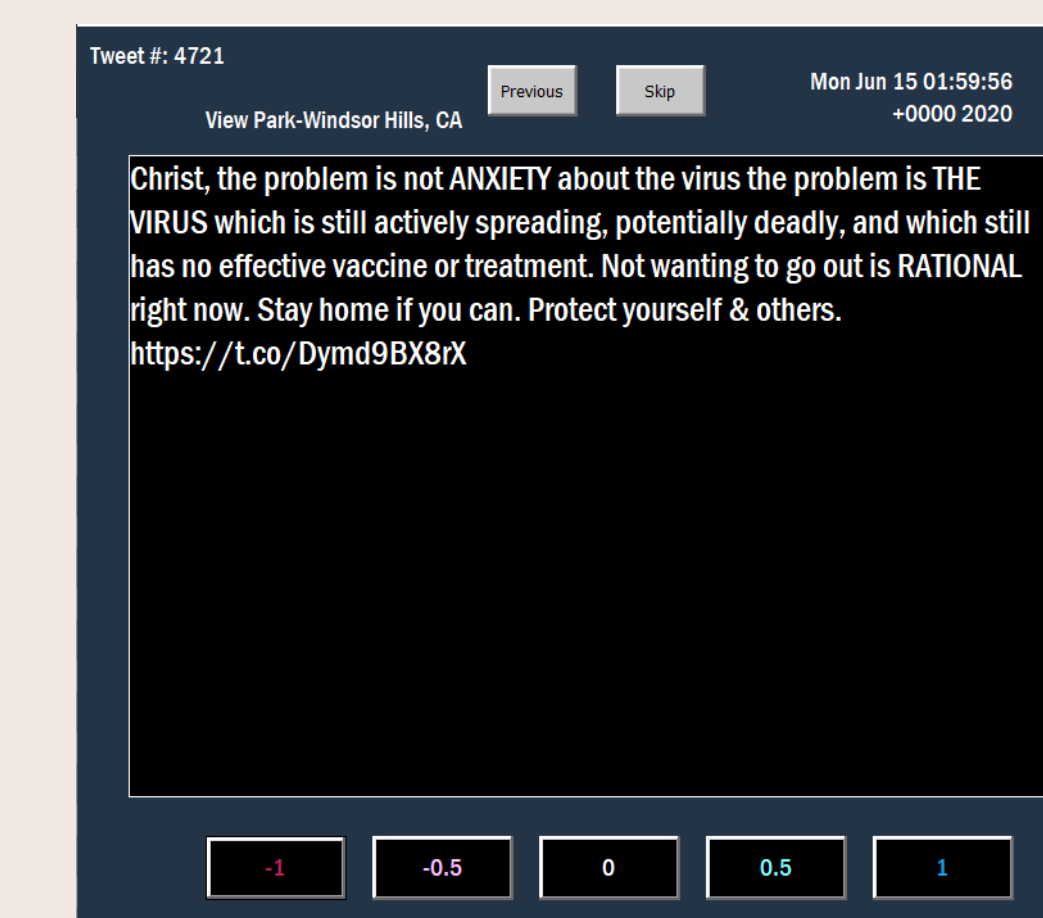 Tweet #: 4721
Previous
Skip
Mon Jun 15 01:59:56
+0000 2020
View Park-Windsor Hills, CA
Christ, the problem is not ANXIETY about the virus the problem is THE
VIRUS which is still actively spreading, potentially deadly, and which still
has no effective vaccine or treatment. Not wanting to go out is RATIONAL
right now. Stay home if you can. Protect yourself & others.
https://t.co/Dymd9BX8rX
-1
-0.5
0
0.5
1